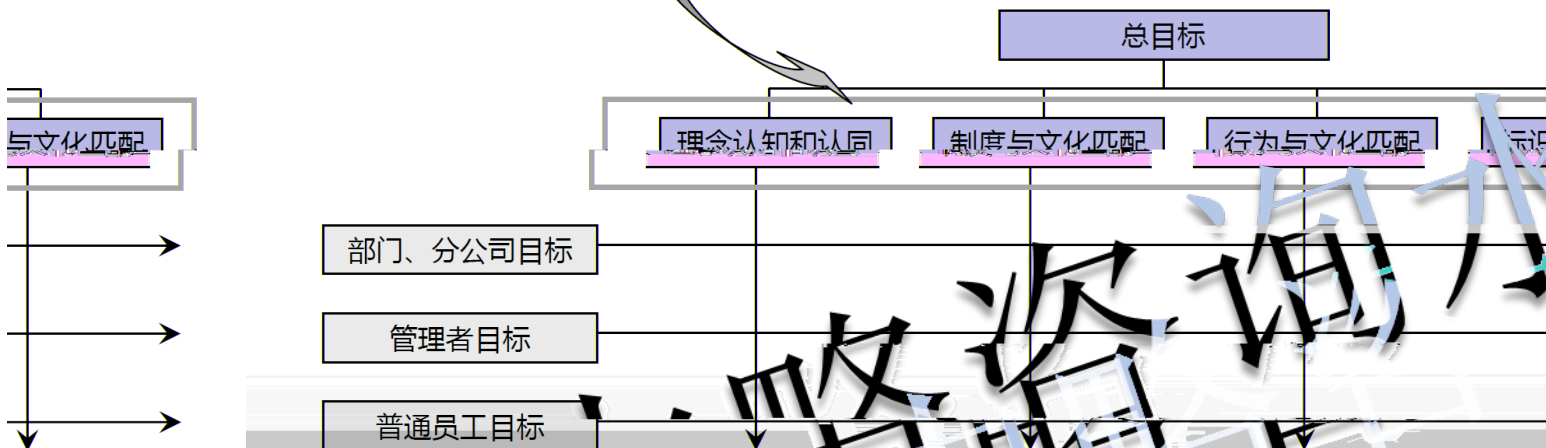 总目标
与文化匹配
理念认知和认同
制度与文化匹配
行为与文化匹配
标识
部门、分公司目标
管理者目标
普通员工目标
略咨询